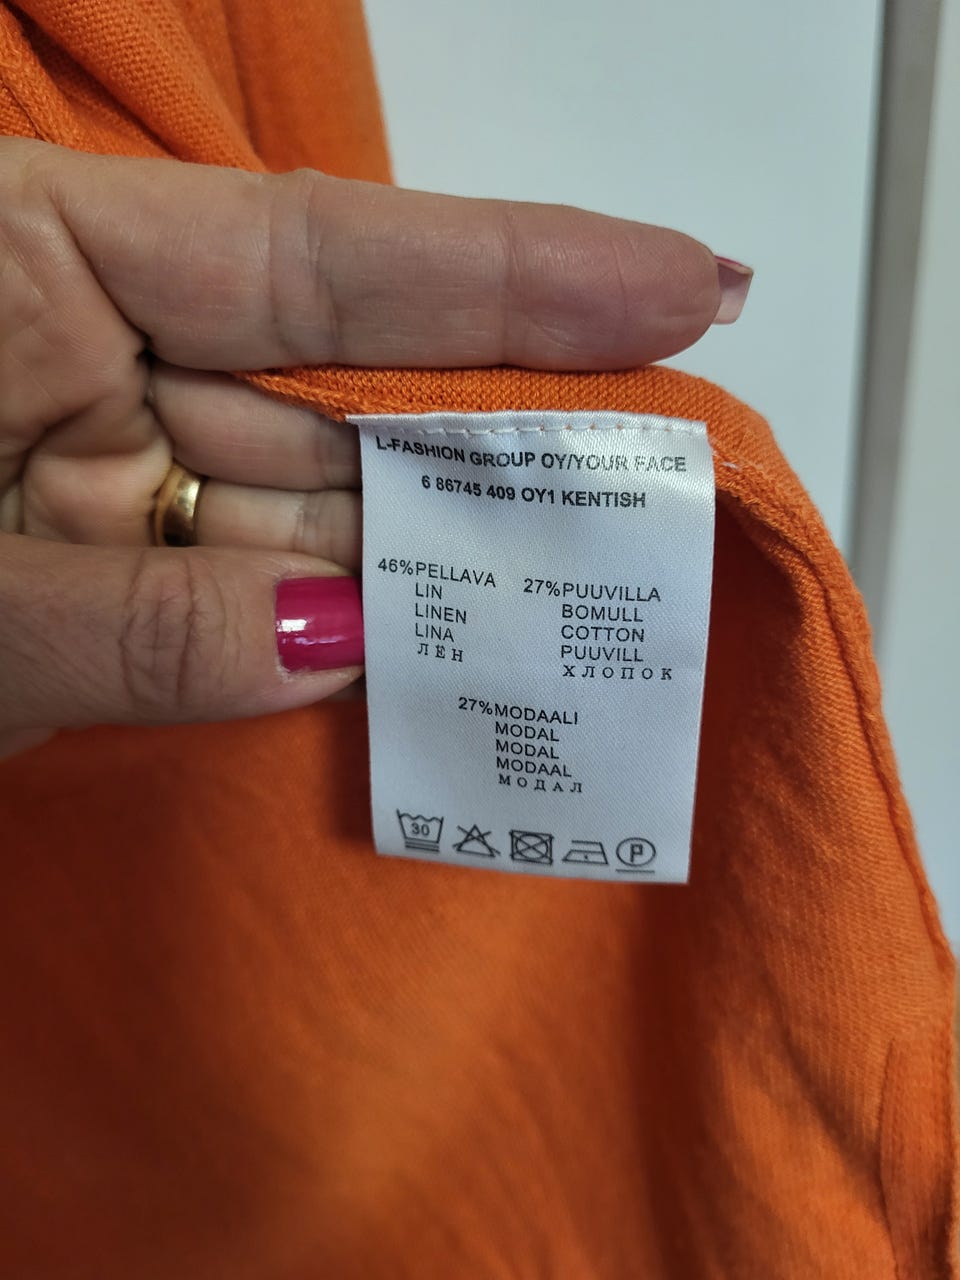 L-FASHION GROUP OY/YOUR FACE
6 86745 409 OY1 KENTISH
46%PELLAVA
LIN
LINEN
LINA
ЛЕН
27%PUUVILLA
BOMULL
COTTON
PUUVILL
ХЛОПОК
27%MODAALI
MODAL
MODAL
MODAAL
МОДАЛ
30
P